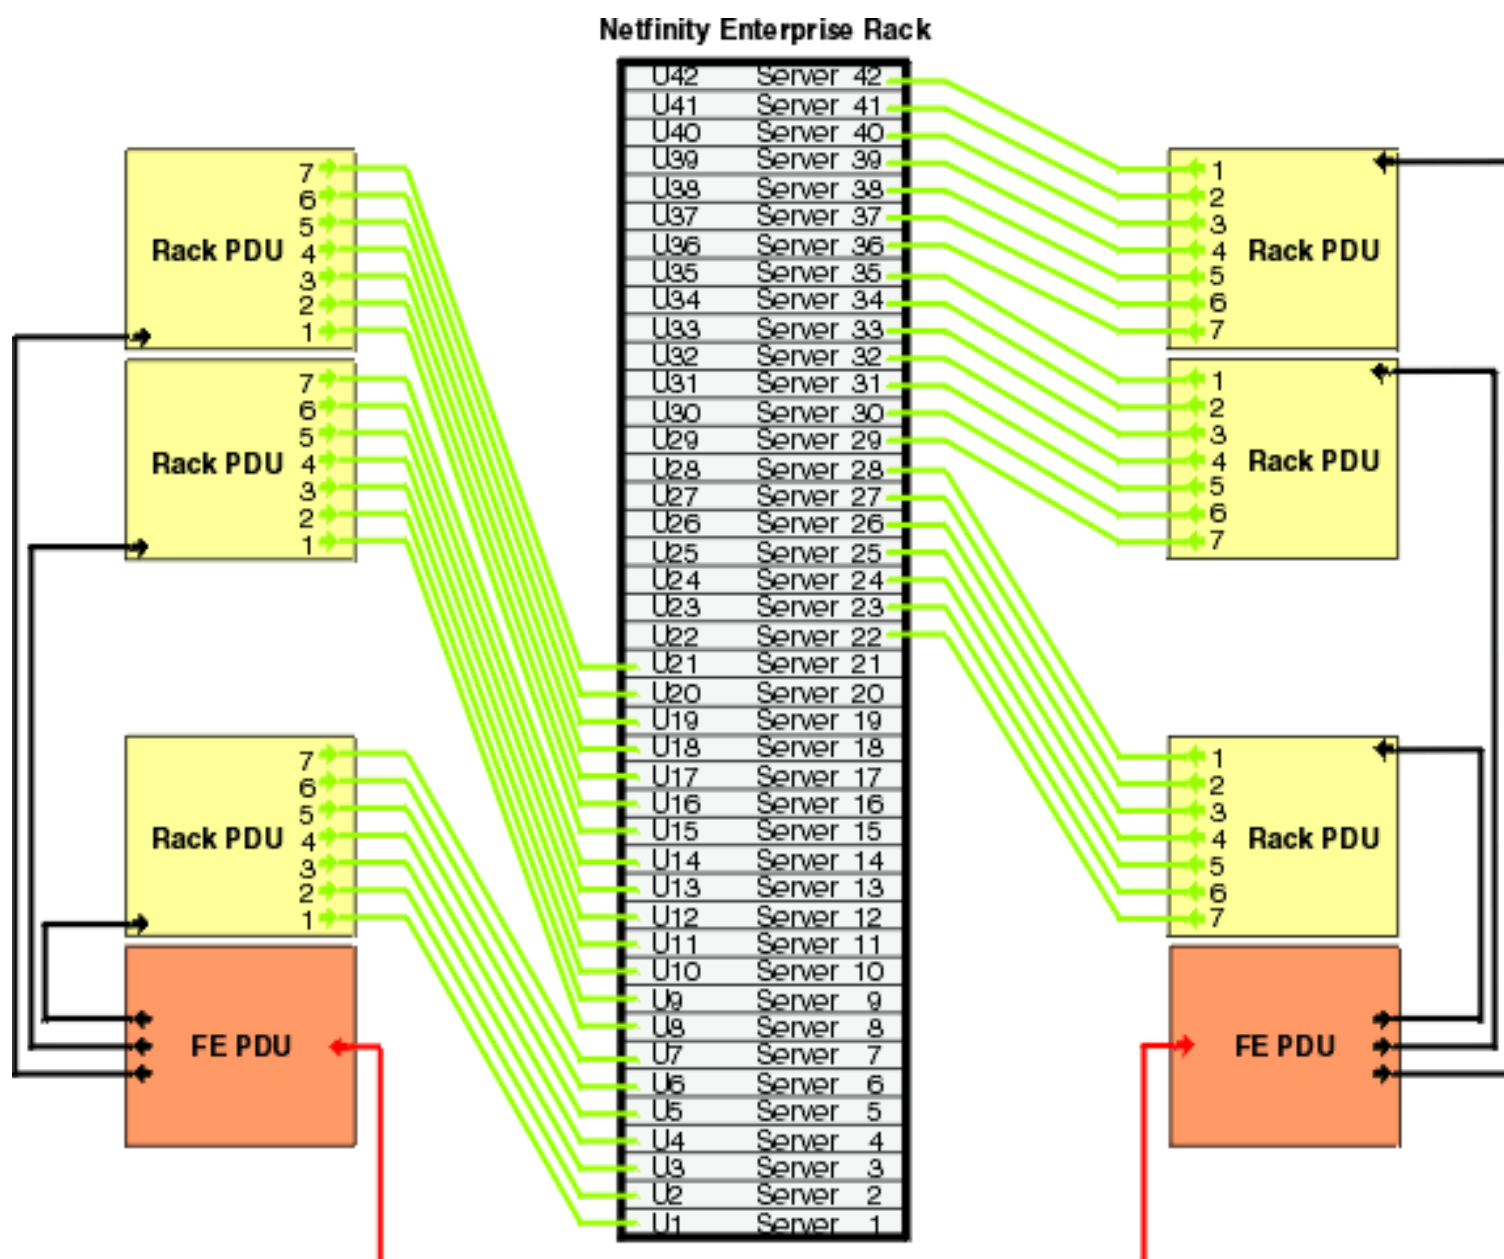 Netfinity Enterprise Rack
U42 Server 42
U41 Server 41
U40 Server 40
U39 Server 39
U38 Server 38
U37 Server 37
U36 Server 36
U35 Server 35
U34 Server 34
U33 Server 33
U32 Server 32
U31 Server 31
U30 Server 30
U29 Server 29
U28 Server 28
U27 Server 27
U26 Server 26
U25 Server 25
U24 Server 24
U23 Server 23
U22 Server 22
U21 Server 21
U20 Server 20
U19 Server 19
U18 Server 18
U17 Server 17
U16 Server 16
U15 Server 15
U14 Server 14
U13 Server 13
U12 Server 12
U11 Server 11
U10 Server 10
U9 Server 9
U8 Server 8
U7 Server 7
U6 Server 6
U5 Server 5
U4 Server 4
U3 Server 3
U2 Server 2
U1 Server 1
Rack PDU
7
6
5
4
3
2
1
Rack PDU
7
6
5
4
3
2
1
Rack PDU
7
6
5
4
3
2
1
FE PDU
1
2
3
4
5
6
7
Rack PDU
1
2
3
4
5
6
7
Rack PDU
1
2
3
4
5
6
7
Rack PDU
FE PDU